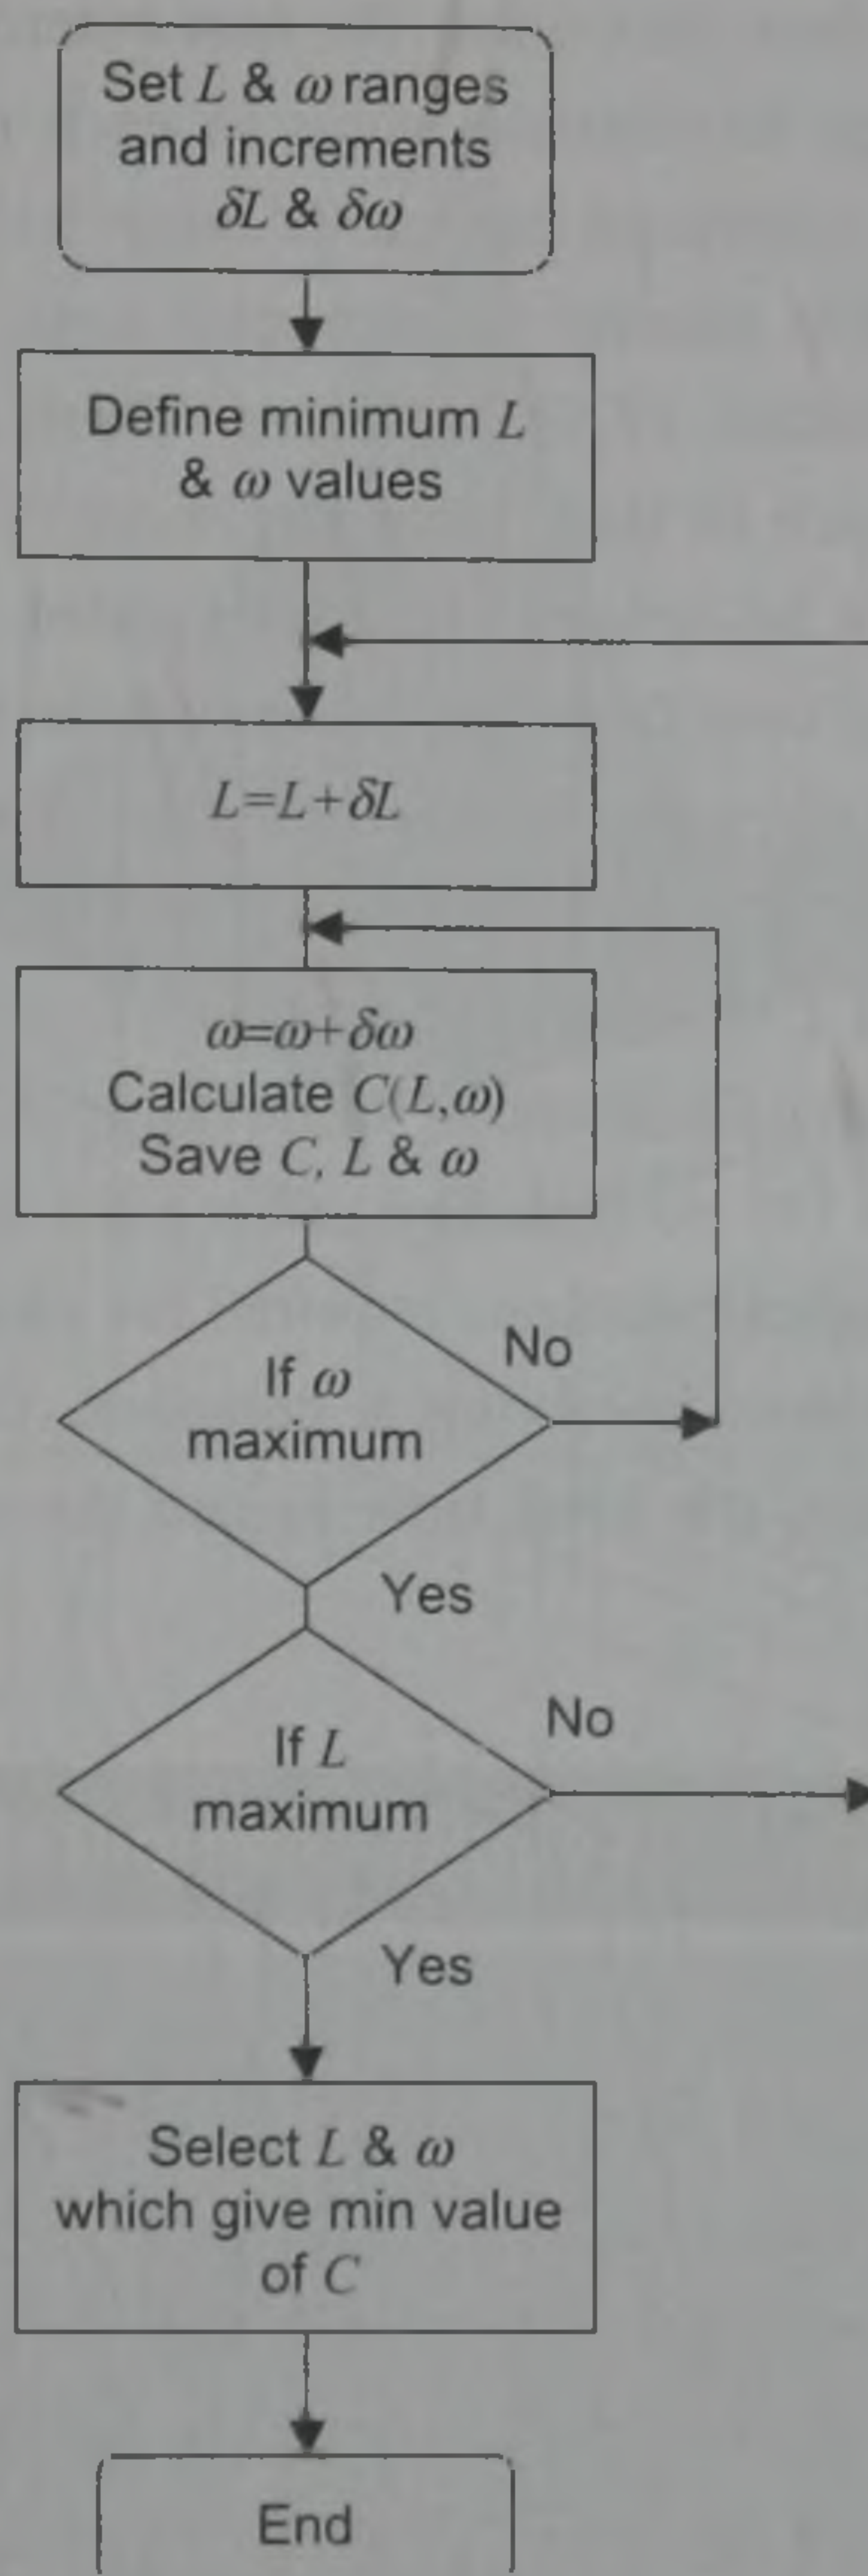 Set L & ω ranges
and increments
δL & δω
Define minimum L
& ω values
L=L+δL
ω=ω+δω
Calculate C(L,ω)
Save C, L & ω
If ω
maximum
No
Yes
If L
maximum
No
Yes
Select L & ω
which give min value
of C
End